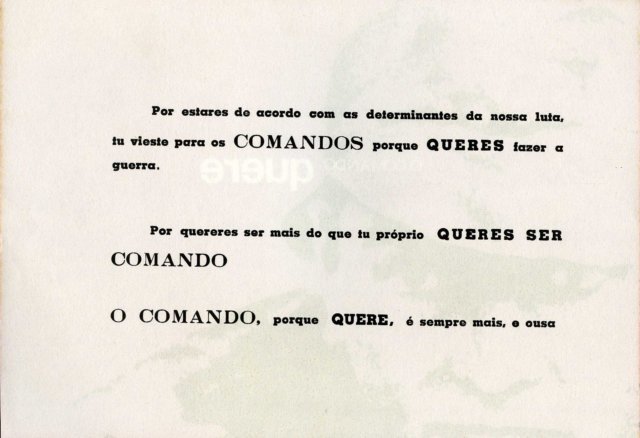 Por estares de acordo com as determinantes da nossa luta,
tu vieste para os COMANDOS porque QUERES fazer a
guerra.
Por quereres ser mais do que tu próprio QUERES SER
COMANDO
O COMANDO, porque QUERE, é sempre mais, e ousa
quere